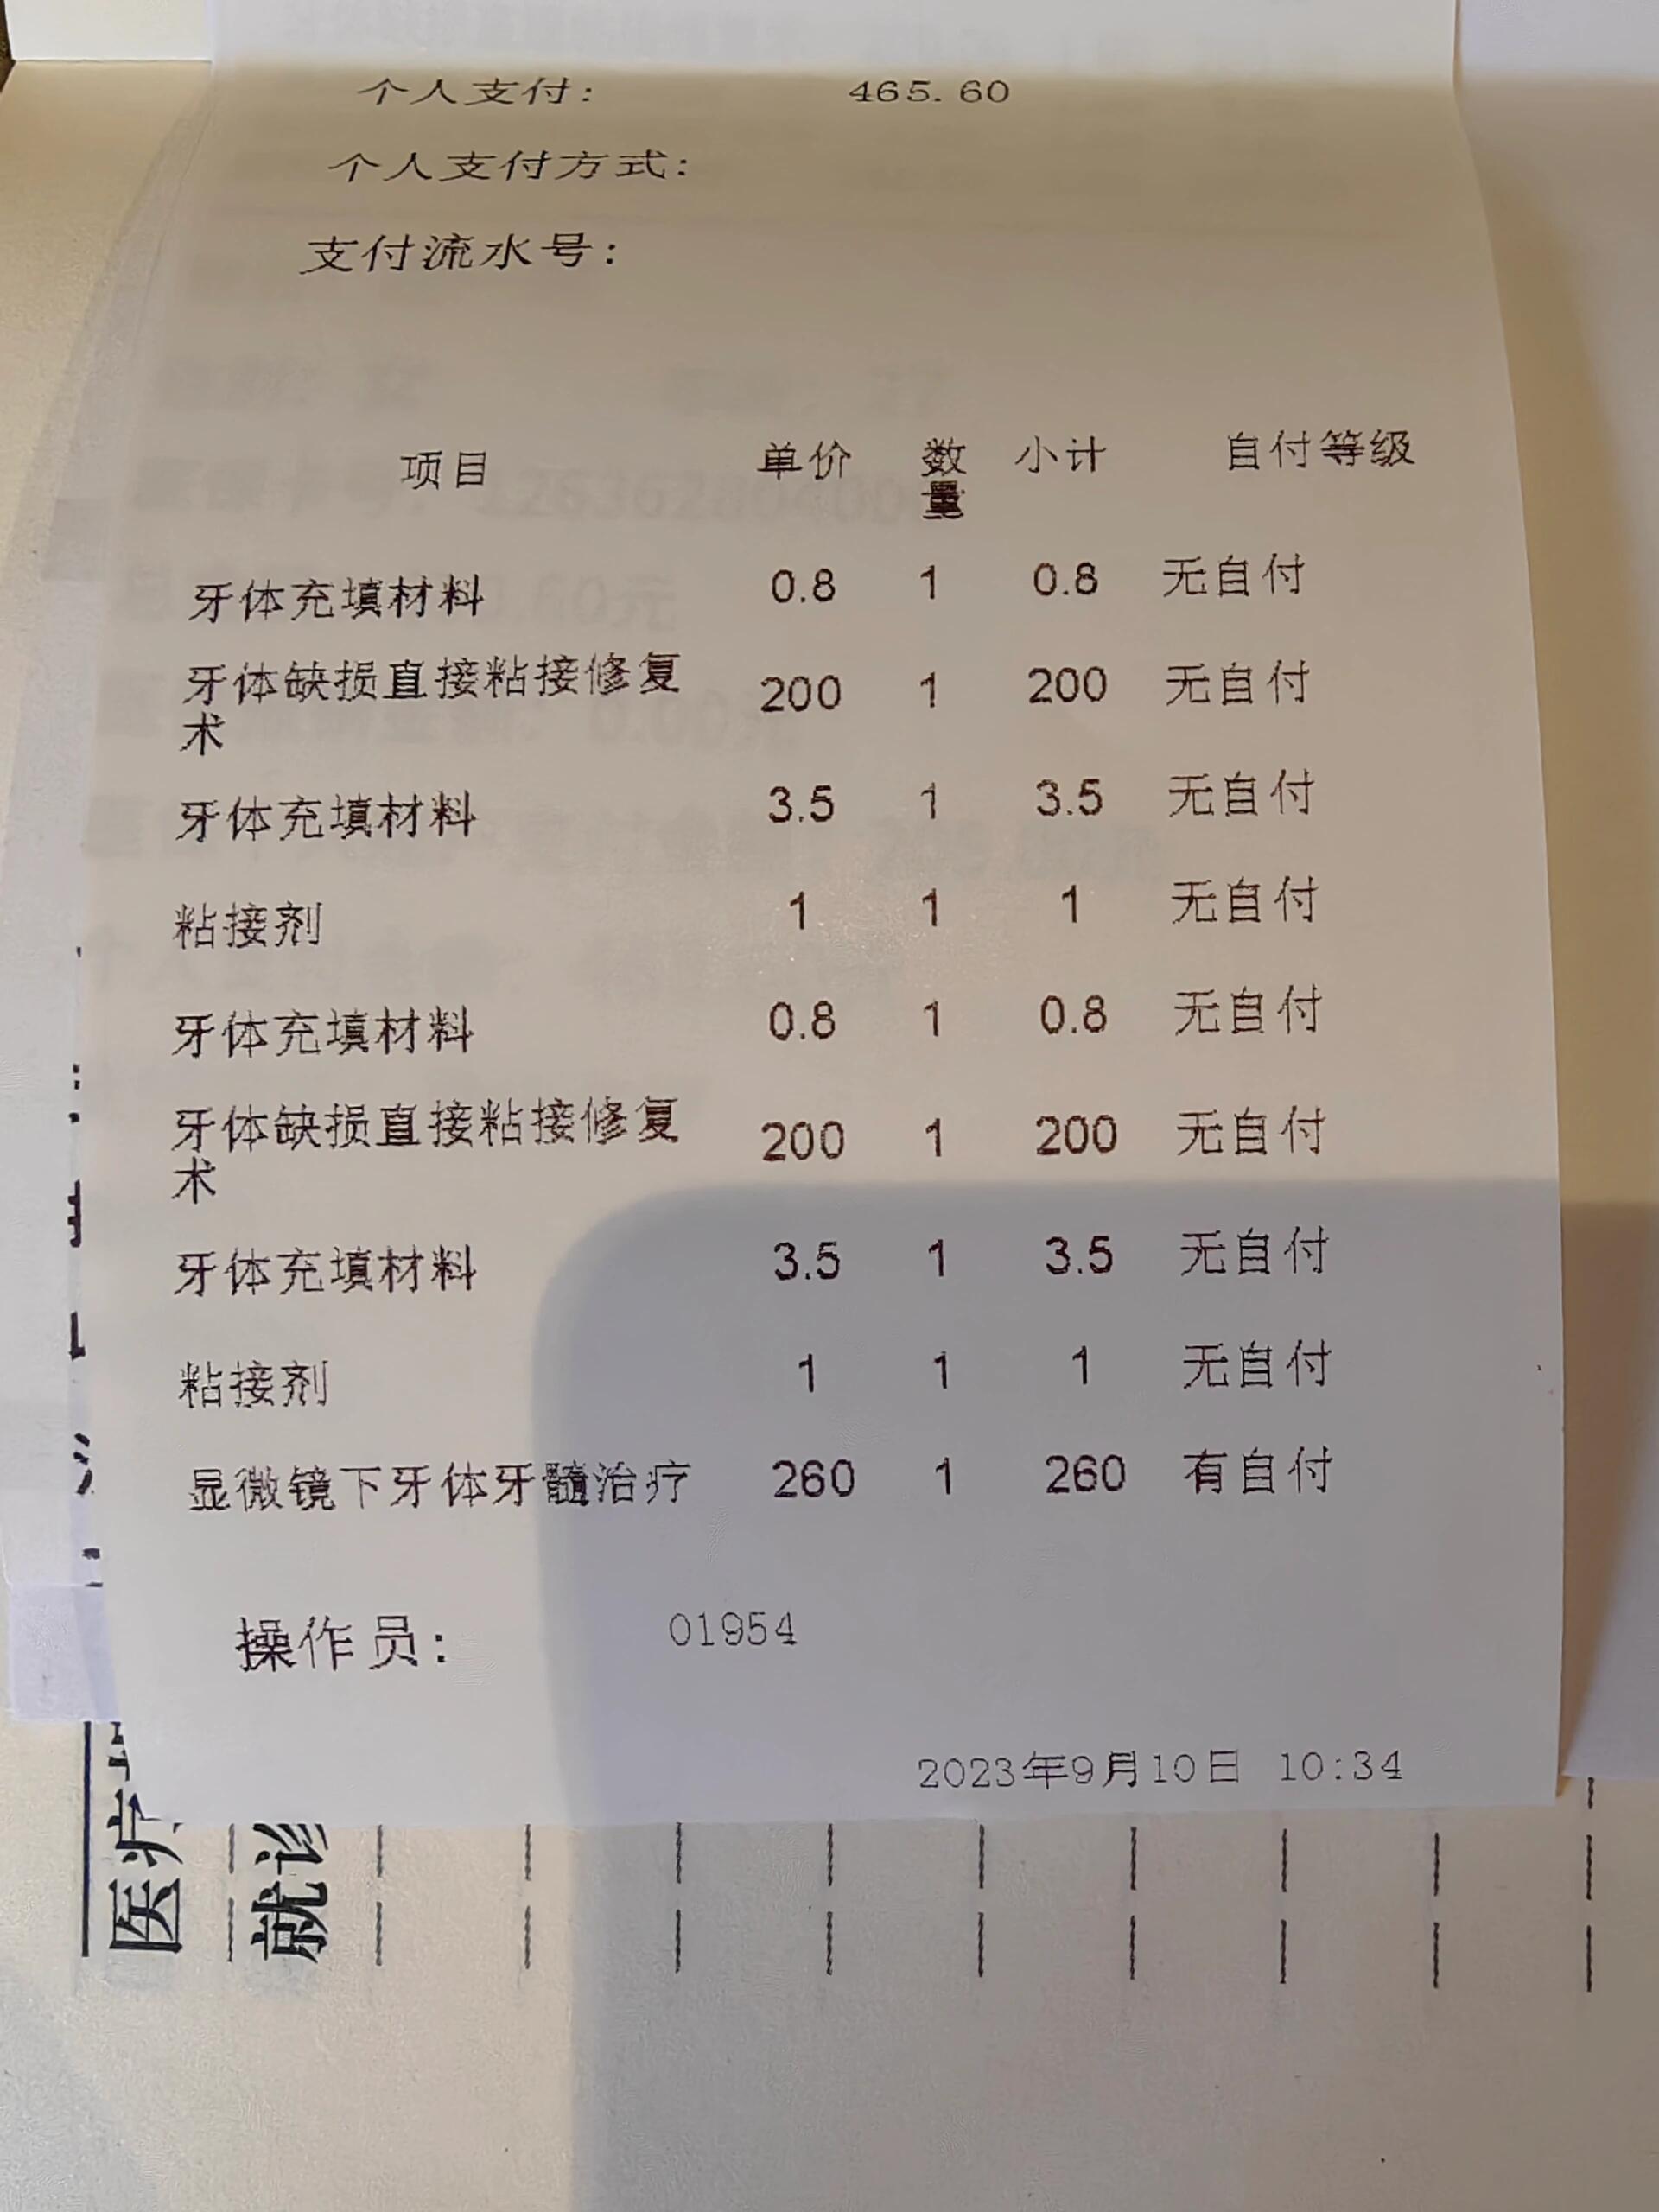 个人支付: 465.60
个人支付方式:
支付流水号:
项目 单价 数量 小计 自付等级
牙体充填材料 0.8 1 0.8 无自付
牙体缺损直接粘接修复
术 200 1 200 无自付
牙体充填材料 3.5 1 3.5 无自付
粘接剂 1 1 1 无自付
牙体充填材料 0.8 1 0.8 无自付
牙体缺损直接粘接修复
术 200 1 200 无自付
牙体充填材料 3.5 1 3.5 无自付
粘接剂 1 1 1 无自付
显微镜下牙体牙髓治疗 260 1 260 有自付
操作员: 01954
2023年9月10日 10:34
医疗
就诊